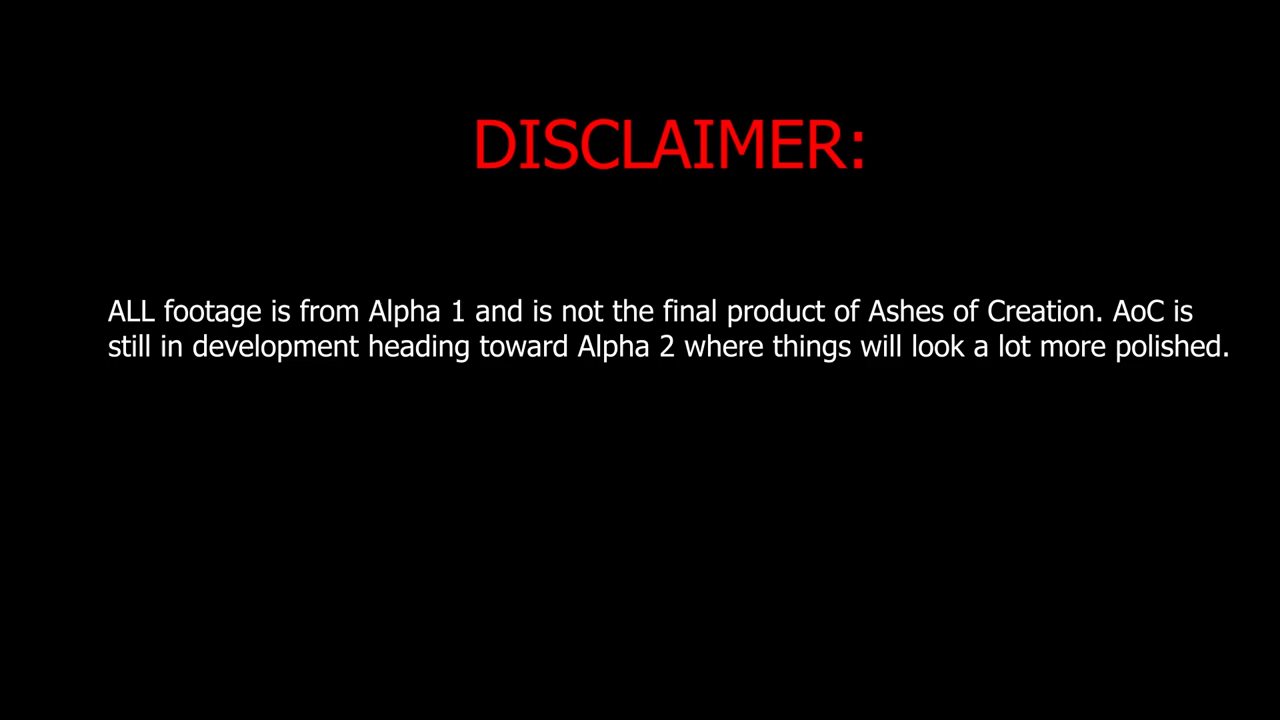 DISCLAIMER:
ALL footage is from Alpha 1 and is not the final product of Ashes of Creation. AoC is
still in development heading toward Alpha 2 where things will look a lot more polished.